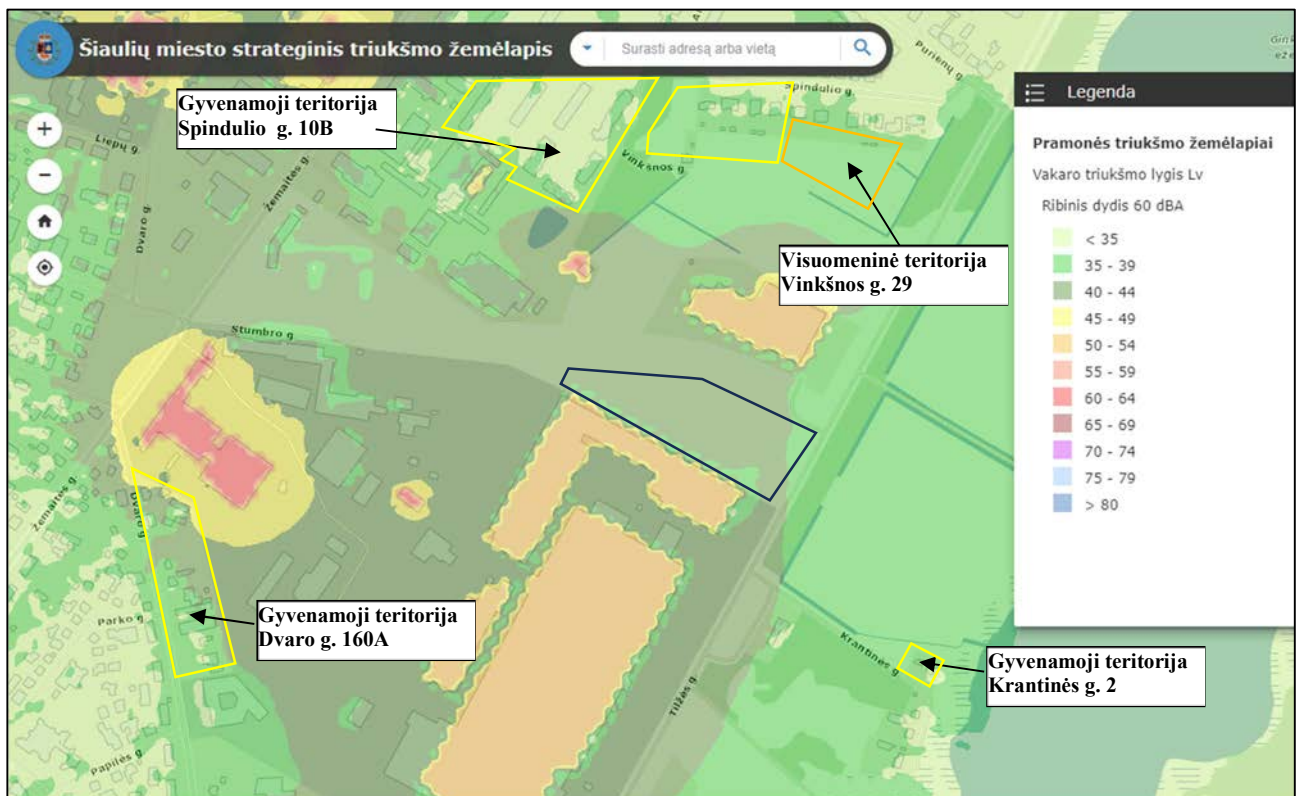 Šiaulių miesto strateginis triukšmo žemėlapis
Surasti adresą arba vietą
Purienų g.
Spindulio g.
Gyvenamoji teritorija
Spindulio g. 10B
Liepų g.
Žemaitės g.
Dvaro g.
Vinkšnos g.
Visuomeninė teritorija
Vinkšnos g. 29
Stumbro g
Žemaitės g.
Dvaro g.
Parko g
Gyvenamoji teritorija
Dvaro g. 160A
Krantinės g.
Gyvenamoji teritorija
Krantinės g. 2
Tilžės g.
Papilės g
Legenda
Pramonės triukšmo žemėlapiai
Vakaro triukšmo lygis Lv
Ribinis dydis 60 dBA
< 35
35 - 39
40 - 44
45 - 49
50 - 54
55 - 59
60 - 64
65 - 69
70 - 74
75 - 79
> 80